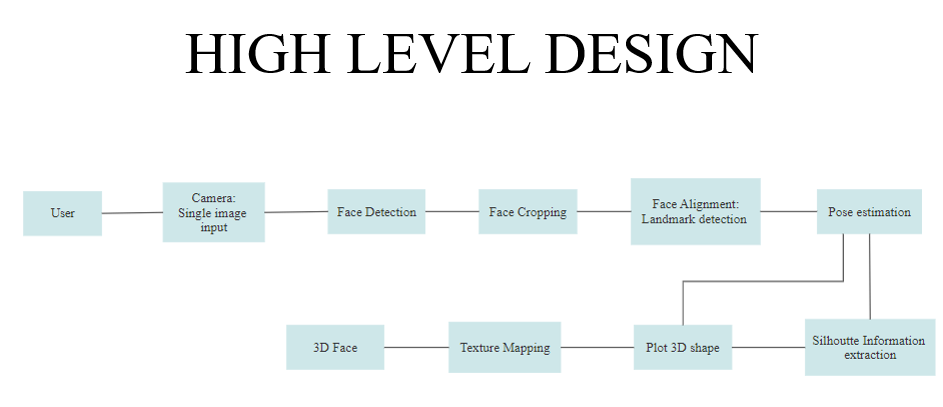 HIGH LEVEL DESIGN
User
Camera:
Single image
input
Face Detection
Face Cropping
Face Alignment:
Landmark detection
Pose estimation
3D Face
Texture Mapping
Plot 3D shape
Silhoutte Information
extraction